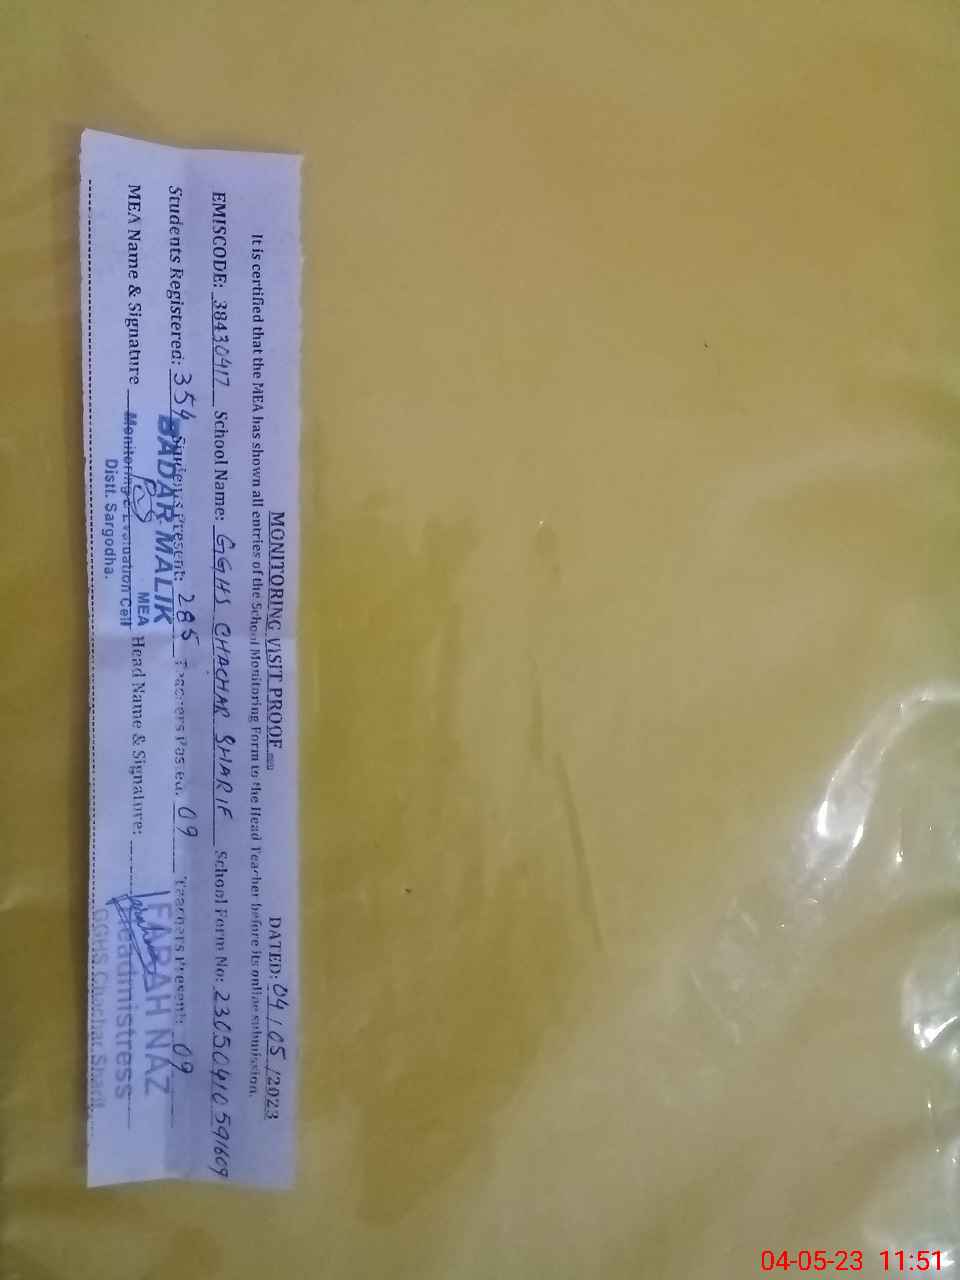 MONITORING VISIT PROOF DATED: 04/05/2023
It is certified that the MEA has shown all entries of the School Monitoring Form to the Head Teacher before its online submission.
EMISCODE: 38430417 School Name: GGHS CHACHAR SHARIF School Form No: 23050410591609
Students Registered: 354 Students Present: 285 Teachers Posted: 09 Teachers Present: 09
MEA Name & Signature Head Name & Signature:
BADAR MALIK
MEA
Monitoring & Evaluation Cell
Distt. Sargodha.
FARAH NAZ
Headmistress
GGHS.Chachar.Sharif
04-05-23 11:51